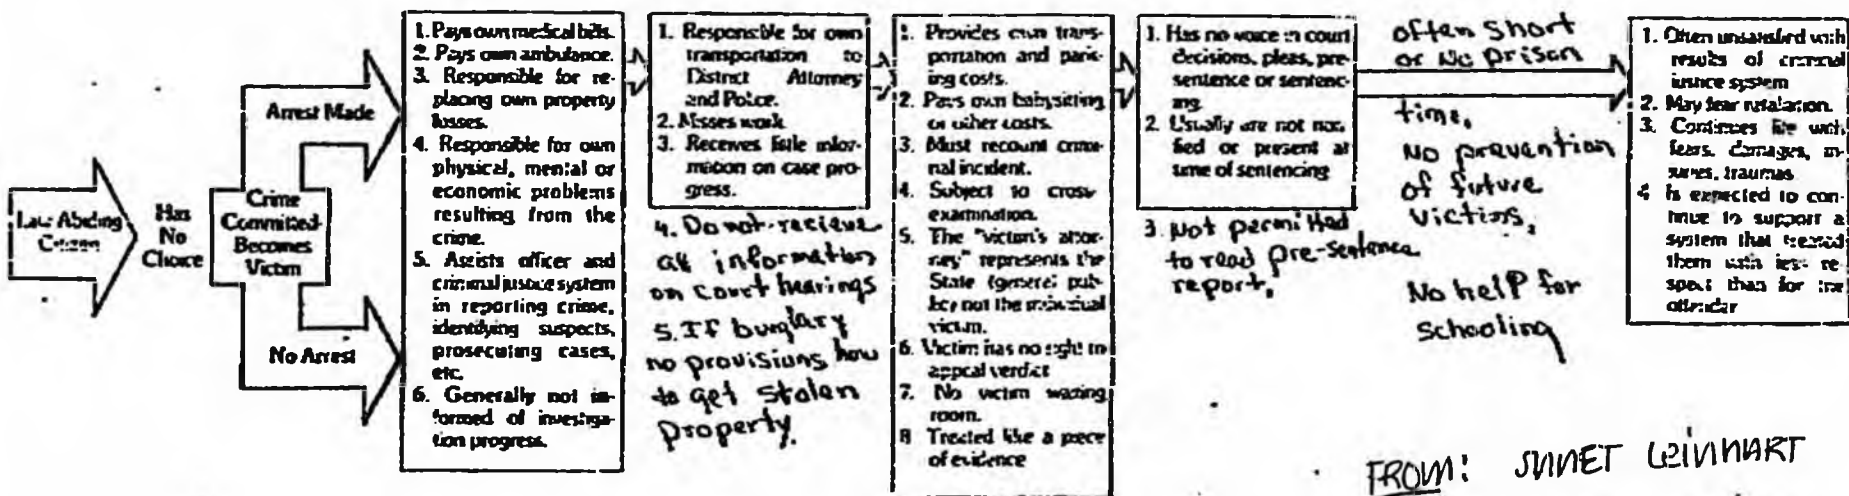 Law Abiding
Citizen
Has
No
Choice
Crime
Committed-
Becomes
Victim
Arrest Made
No Arrest
1. Pays own medical bills.
2. Pays own ambulance.
3. Responsible for re-
placing own property
losses.
4. Responsible for own
physical, mental or
economic problems
resulting from the
crime.
5. Assists officer and
criminal justice system
in reporting crime,
identifying suspects,
prosecuting cases,
etc.
6. Generally not in-
formed of investiga-
tion progress.
1. Responsible for own
transportation to
District Attorney
and Police.
2. Misses work.
3. Receives little infor-
mation on case pro-
gress.
4. Do not recieve
all information
on court hearings
5. If burglary
no provisions how
to get stolen
property.
1. Provides own trans-
portation and park-
ing costs.
2. Pays own babysitting
or other costs.
3. Must recount crimi-
nal incident.
4. Subject to cross-
examination.
5. The "victim's attor-
ney" represents the
State (general pub-
lic) not the individual
victim.
6. Victim has no right to
appeal verdict
7. No victim waiting
room.
8 Treated like a piece
of evidence
1. Has no voice in court
decisions, pleas, pre-
sentence or sentenc-
ing
2. Usually are not noti-
fied or present at
time of sentencing
3. Not permitted
to read pre-sentence
report.
often short
or no prison
time.
No prevention
of future
victims.
No help for
schooling
1. Often unsatisfied with
results of criminal
justice system
2. May fear retaliation.
3. Continues life with
fears, damages, in-
juries, traumas
4 Is expected to con-
tinue to support a
system that treated
them with less re-
spect than for the
offender
FROM: